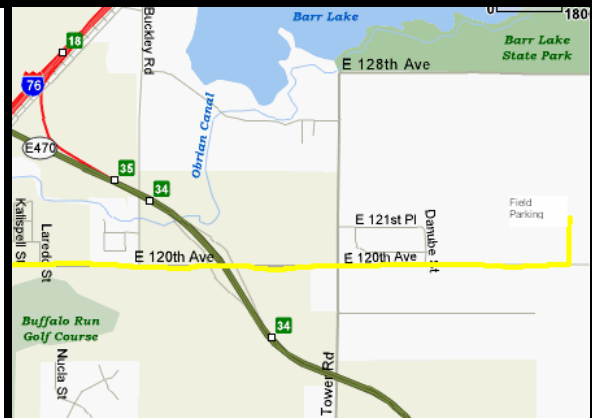 0
1800
Barr Lake
Barr Lake
State Park
Buckley Rd
18
76
E 128th Ave
Obrian Canal
E470
35
34
Kalispell St
Laredo St
E 121st Pl
Danube St
Field
Parking
E 120th Ave
E 120th Ave
Buffalo Run
Golf Course
34
Nucla St
Tower Rd